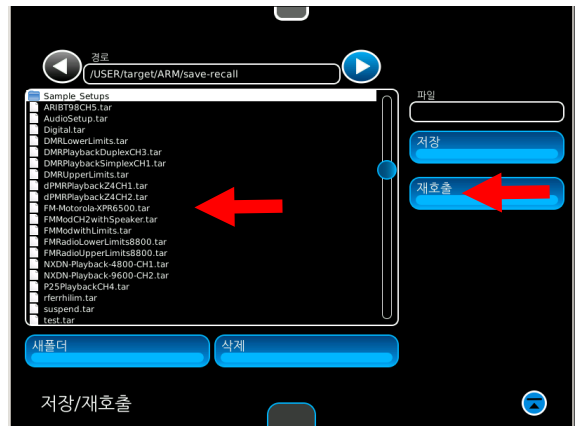 경로
/USER/target/ARM/save-recall
Sample_Setups
ARIBT98CH5.tar
AudioSetup.tar
Digital.tar
DMRLowerLimits.tar
DMRPlaybackDuplexCH3.tar
DMRPlaybackSimplexCH1.tar
DMRUpperLimits.tar
dPMRPlaybackZ4CH1.tar
dPMRPlaybackZ4CH2.tar
FM-Motorola-XPR6500.tar
FMModCH2withSpeaker.tar
FMModwithLimits.tar
FMRadioLowerLimits8800.tar
FMRadioUpperLimits8800.tar
NXDN-Playback-4800-CH1.tar
NXDN-Playback-9600-CH2.tar
P25PlaybackCH4.tar
rferrhilim.tar
suspend.tar
test.tar
파일
저장
재호출
새폴더
삭제
저장/재호출